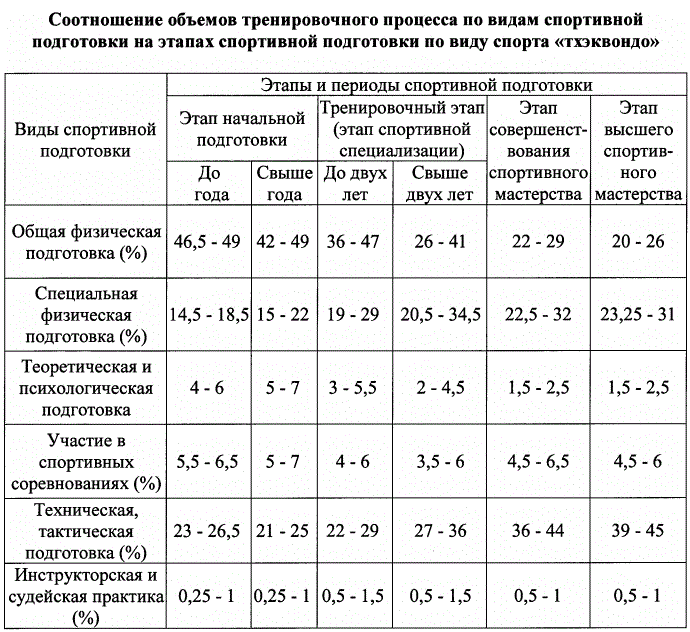 Соотношение объемов тренировочного процесса по видам спортивной
подготовки на этапах спортивной подготовки по виду спорта «тхэквондо»
Виды спортивной
подготовки
Этапы и периоды спортивной подготовки
Этап начальной
подготовки
Тренировочный этап
(этап спортивной
специализации)
Этап
совершенст-
вования
спортивного
мастерства
Этап
высшего
спортив-
ного
мастерства
До
года
Свыше
года
До двух
лет
Свыше
двух лет
Общая физическая
подготовка (%)
46,5 - 49
42 - 49
36 - 47
26 - 41
22 - 29
20 - 26
Специальная
физическая
подготовка (%)
14,5 - 18,5
15 - 22
19 - 29
20,5 - 34,5
22,5 - 32
23,25 - 31
Теоретическая и
психологическая
подготовка
4 - 6
5 - 7
3 - 5,5
2 - 4,5
1,5 - 2,5
1,5 - 2,5
Участие в
спортивных
соревнованиях (%)
5,5 - 6,5
5 - 7
4 - 6
3,5 - 6
4,5 - 6,5
4,5 - 6
Техническая,
тактическая
подготовка (%)
23 - 26,5
21 - 25
22 - 29
27 - 36
36 - 44
39 - 45
Инструкторская и
судейская практика
(%)
0,25 - 1
0,25 - 1
0,5 - 1,5
0,5 - 1,5
0,5 - 1
0,5 - 1